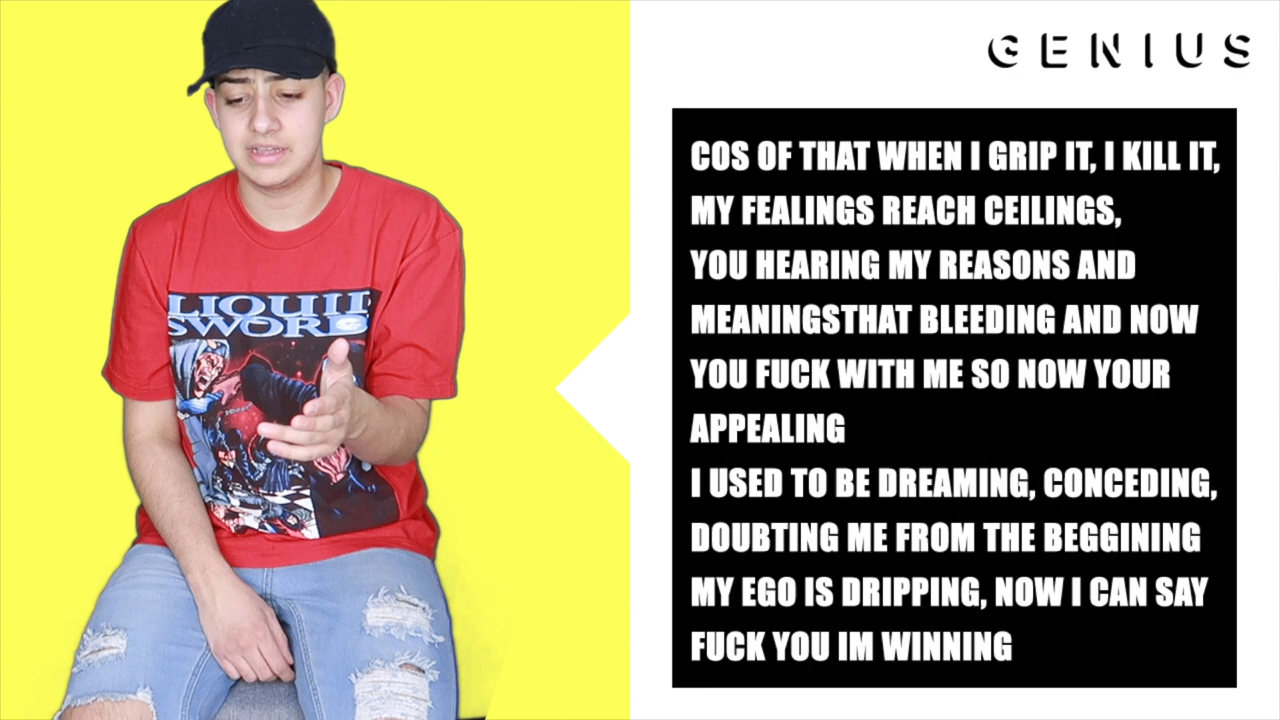 GENIUS
LIQUID
SWORD
COS OF THAT WHEN I GRIP IT, I KILL IT,
MY FEALINGS REACH CEILINGS,
YOU HEARING MY REASONS AND
MEANINGSTHAT BLEEDING AND NOW
YOU FUCK WITH ME SO NOW YOUR
APPEALING
I USED TO BE DREAMING, CONCEDING,
DOUBTING ME FROM THE BEGGINING
MY EGO IS DRIPPING, NOW I CAN SAY
FUCK YOU IM WINNING